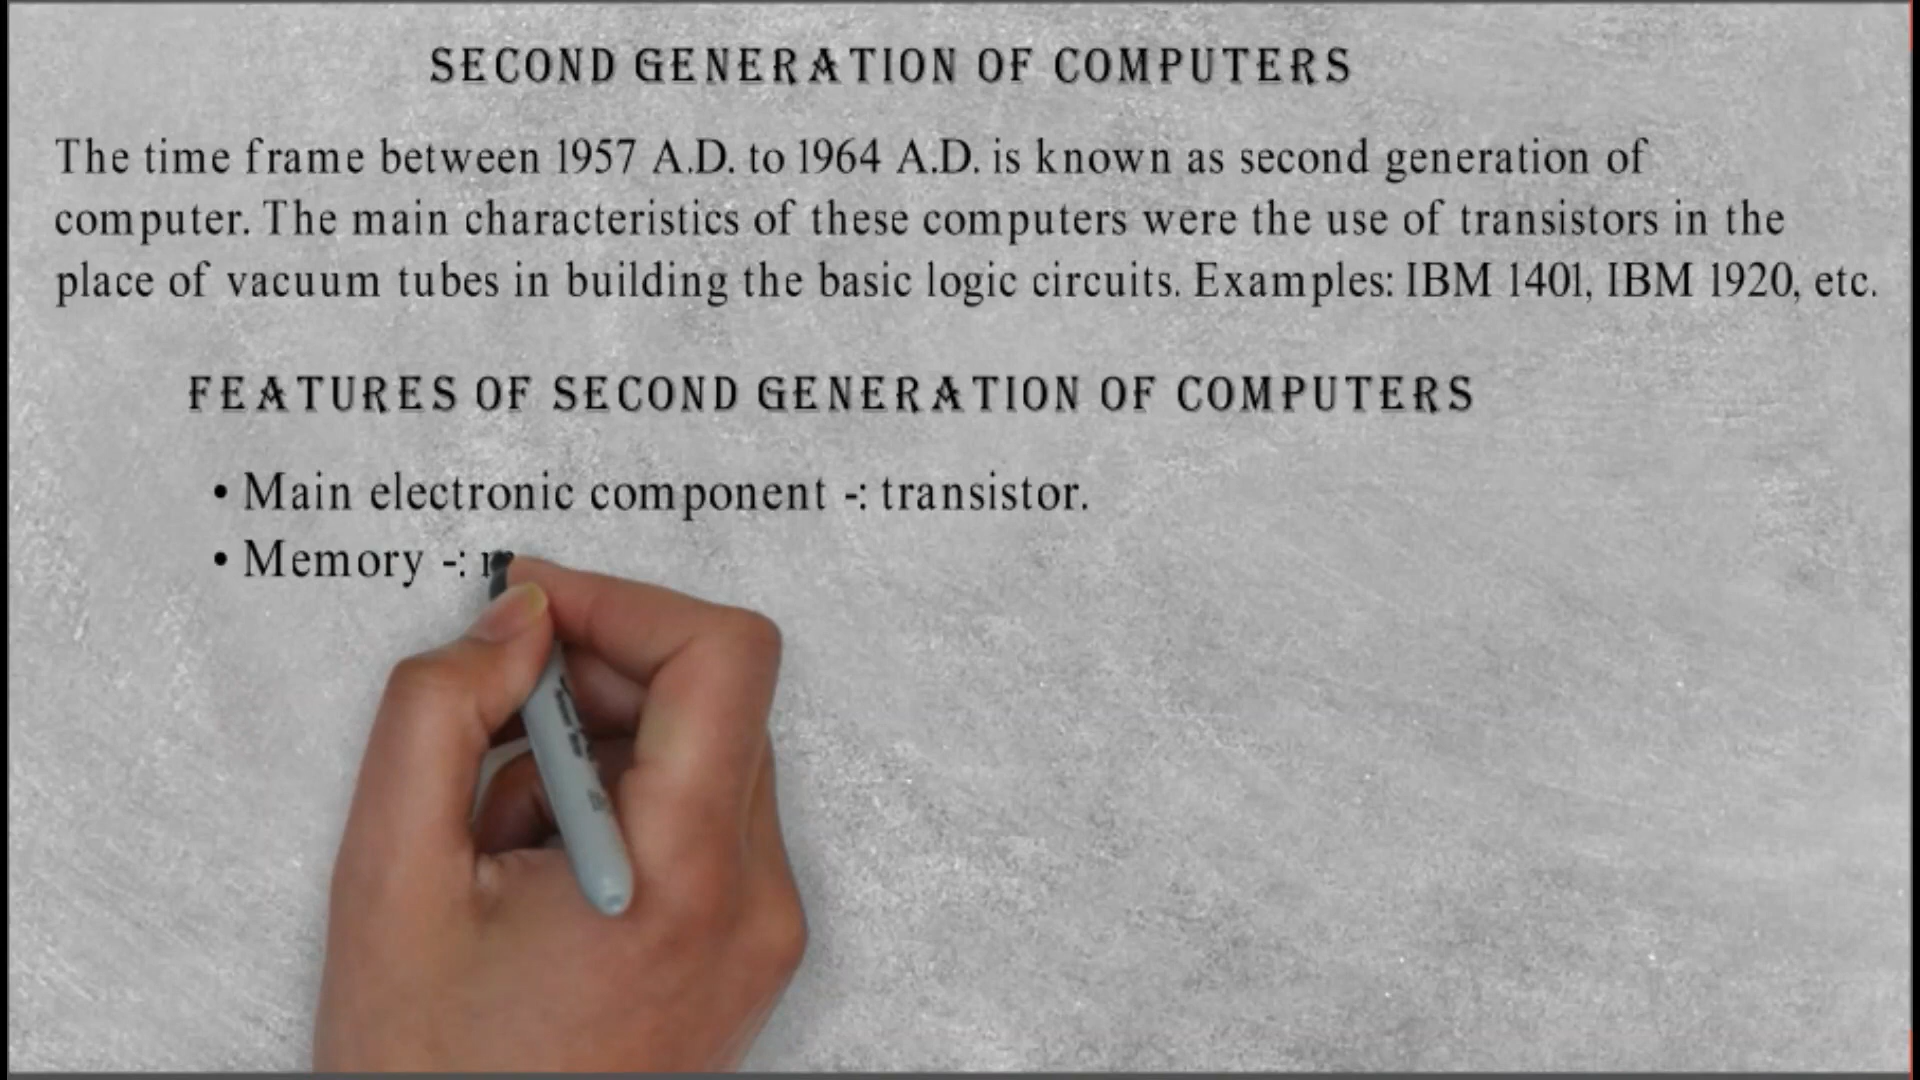 SECOND GENERATION OF COMPUTERS
The time frame between 1957 A.D. to 1964 A.D. is known as second generation of
computer. The main characteristics of these computers were the use of transistors in the
place of vacuum tubes in building the basic logic circuits. Examples: IBM 1401, IBM 1920, etc.
FEATURES OF SECOND GENERATION OF COMPUTERS
• Main electronic component -: transistor.
• Memory -: